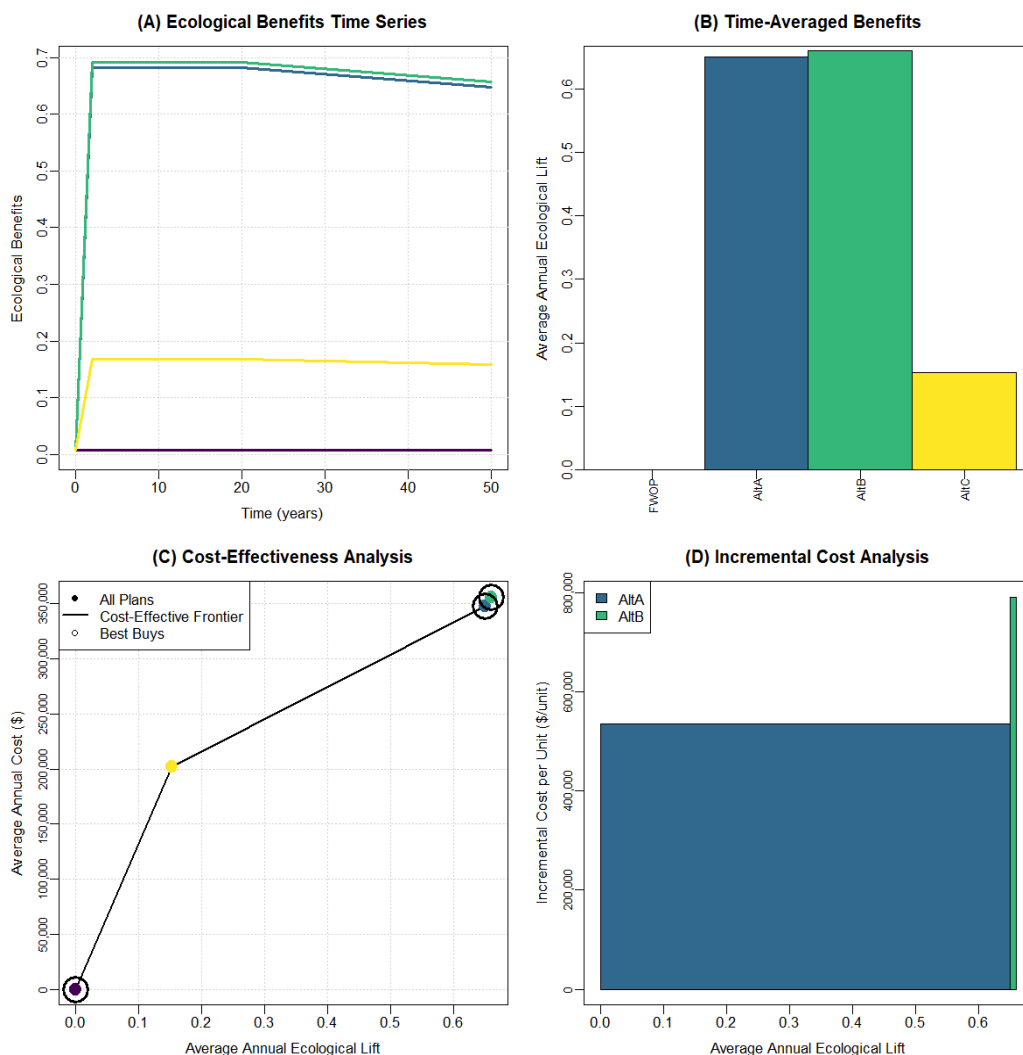 (A) Ecological Benefits Time Series
Ecological Benefits
0.0 0.1 0.2 0.3 0.4 0.5 0.6 0.7
0 10 20 30 40 50
Time (years)
(B) Time-Averaged Benefits
Average Annual Ecological Lift
0.0 0.1 0.2 0.3 0.4 0.5 0.6
FWOP AltA AltB AltC
(C) Cost-Effectiveness Analysis
All Plans
Cost-Effective Frontier
Best Buys
Average Annual Cost ($)
0 50,000 100,000 150,000 200,000 250,000 300,000 350,000
0.0 0.1 0.2 0.3 0.4 0.5 0.6
Average Annual Ecological Lift
(D) Incremental Cost Analysis
AltA
AltB
Incremental Cost per Unit ($/unit)
0 200,000 400,000 600,000 800,000
0.0 0.1 0.2 0.3 0.4 0.5 0.6
Average Annual Ecological Lift